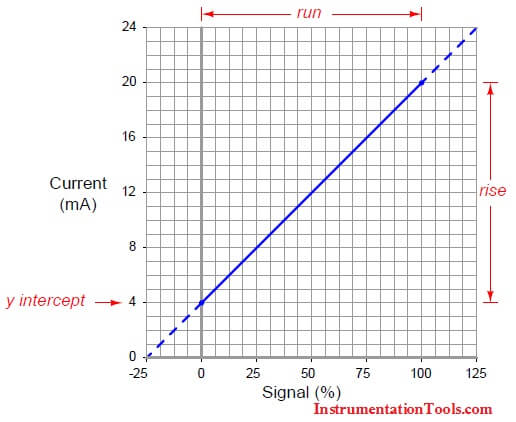 run
24
20
16
Current
(mA)
12
rise
8
y intercept
4
0
-25
0
25
50
75
100
125
Signal (%)
InstrumentationTools.com